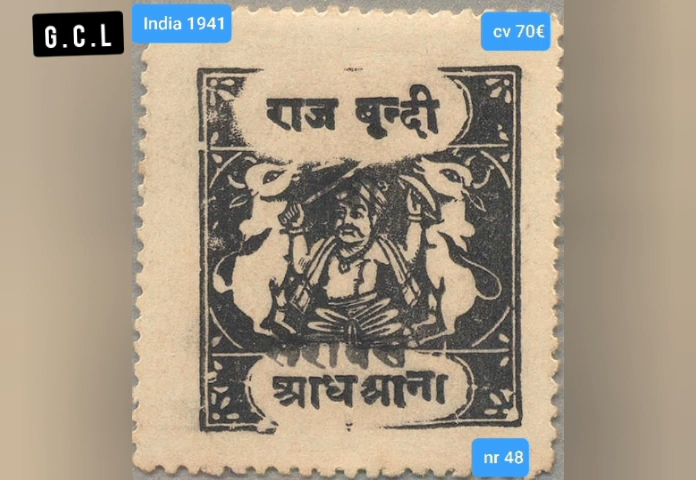 G.C.L
India 1941
cv 70€
राज बून्दी
आध आना
nr 48